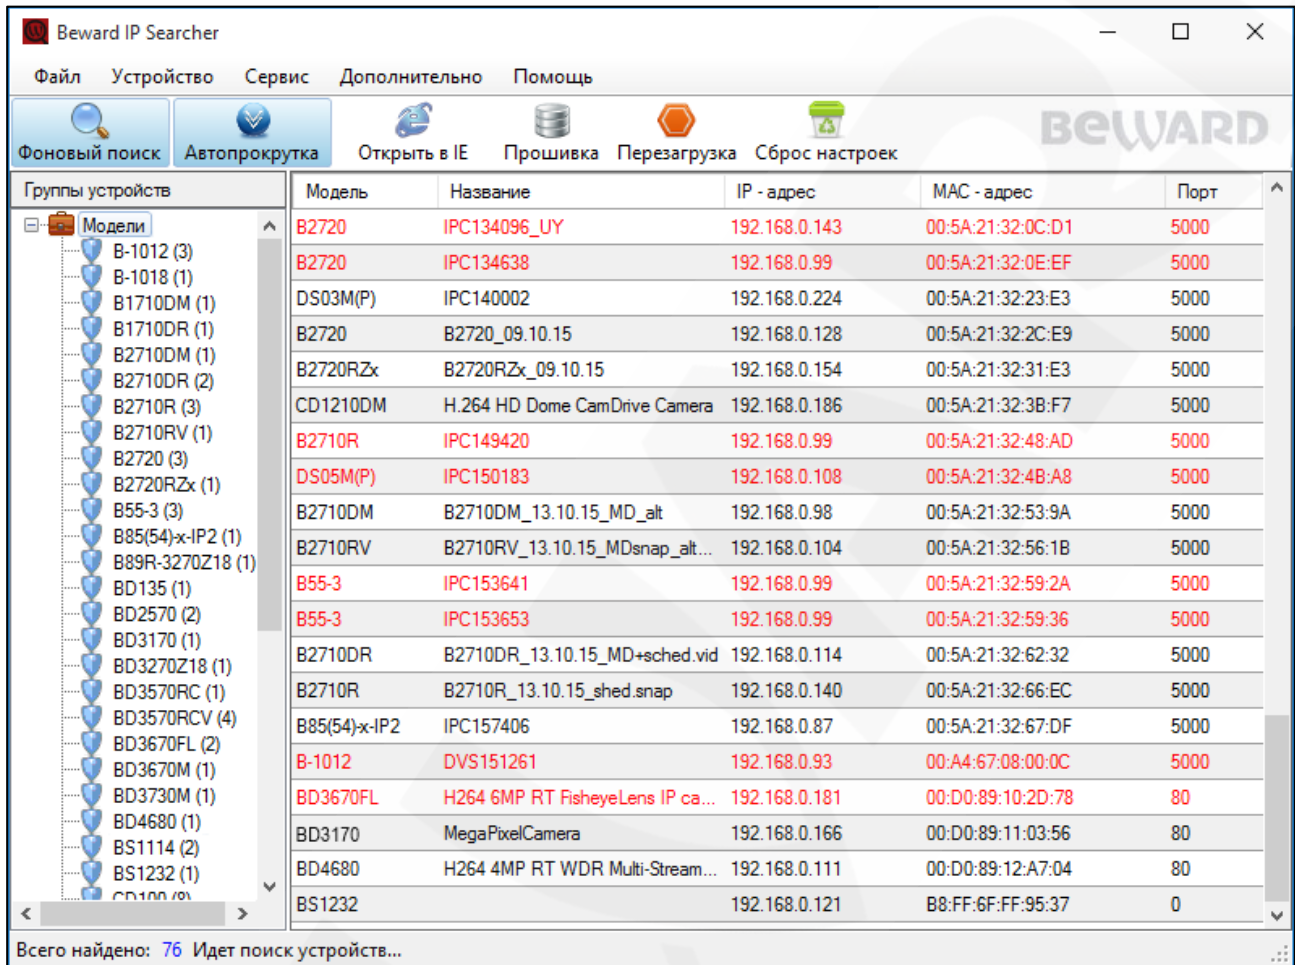 Beward IP Searcher
Файл Устройство Сервис Дополнительно Помощь
BEWARD
Фоновый поиск Автопрокрутка Открыть в IE Прошивка Перезагрузка Сброс настроек
Группы устройств
Модели
B-1012 (3)
B-1018 (1)
B1710DM (1)
B1710DR (1)
B2710DM (1)
B2710DR (2)
B2710R (3)
B2710RV (1)
B2720 (3)
B2720RZx (1)
B55-3 (3)
B85(54)-x-IP2 (1)
B89R-3270Z18 (1)
BD135 (1)
BD2570 (2)
BD3170 (1)
BD3270Z18 (1)
BD3570RC (1)
BD3570RCV (4)
BD3670FL (2)
BD3670M (1)
BD3730M (1)
BD4680 (1)
BS1114 (2)
BS1232 (1)
CD100 (8)
Модель Название IP - адрес MAC - адрес Порт
B2720 IPC134096_UY 192.168.0.143 00:5A:21:32:0C:D1 5000
B2720 IPC134638 192.168.0.99 00:5A:21:32:0E:EF 5000
DS03M(P) IPC140002 192.168.0.224 00:5A:21:32:23:E3 5000
B2720 B2720_09.10.15 192.168.0.128 00:5A:21:32:2C:E9 5000
B2720RZx B2720RZx_09.10.15 192.168.0.154 00:5A:21:32:31:E3 5000
CD1210DM H.264 HD Dome CamDrive Camera 192.168.0.186 00:5A:21:32:3B:F7 5000
B2710R IPC149420 192.168.0.99 00:5A:21:32:48:AD 5000
DS05M(P) IPC150183 192.168.0.108 00:5A:21:32:4B:A8 5000
B2710DM B2710DM_13.10.15_MD_alt 192.168.0.98 00:5A:21:32:53:9A 5000
B2710RV B2710RV_13.10.15_MDsnap_alt... 192.168.0.104 00:5A:21:32:56:1B 5000
B55-3 IPC153641 192.168.0.99 00:5A:21:32:59:2A 5000
B55-3 IPC153653 192.168.0.99 00:5A:21:32:59:36 5000
B2710DR B2710DR_13.10.15_MD+sched.vid 192.168.0.114 00:5A:21:32:62:32 5000
B2710R B2710R_13.10.15_shed.snap 192.168.0.140 00:5A:21:32:66:EC 5000
B85(54)-x-IP2 IPC157406 192.168.0.87 00:5A:21:32:67:DF 5000
B-1012 DVS151261 192.168.0.93 00:A4:67:08:00:0C 5000
BD3670FL H264 6MP RT FisheyeLens IP ca... 192.168.0.181 00:D0:89:10:2D:78 80
BD3170 MegaPixelCamera 192.168.0.166 00:D0:89:11:03:56 80
BD4680 H264 4MP RT WDR Multi-Stream... 192.168.0.111 00:D0:89:12:A7:04 80
BS1232 192.168.0.121 B8:FF:6F:FF:95:37 0
Всего найдено: 76 Идет поиск устройств...